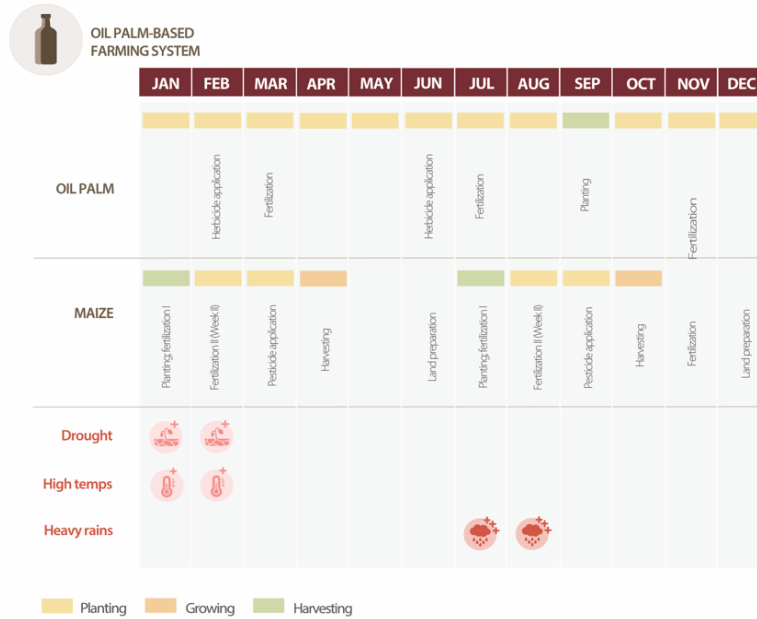 OIL PALM-BASED
FARMING SYSTEM
JAN FEB MAR APR MAY JUN JUL AUG SEP OCT NOV DEC
OIL PALM
Herbicide application
Fertilization
Herbicide application
Fertilization
Planting
Fertilization
MAIZE
Planting; fertilization I
Fertilization II (Week II)
Pesticide application
Harvesting
Land preparation
Planting; fertilization I
Fertilization II (Week II)
Pesticide application
Harvesting
Fertilization
Land preparation
Drought
High temps
Heavy rains
Planting Growing Harvesting